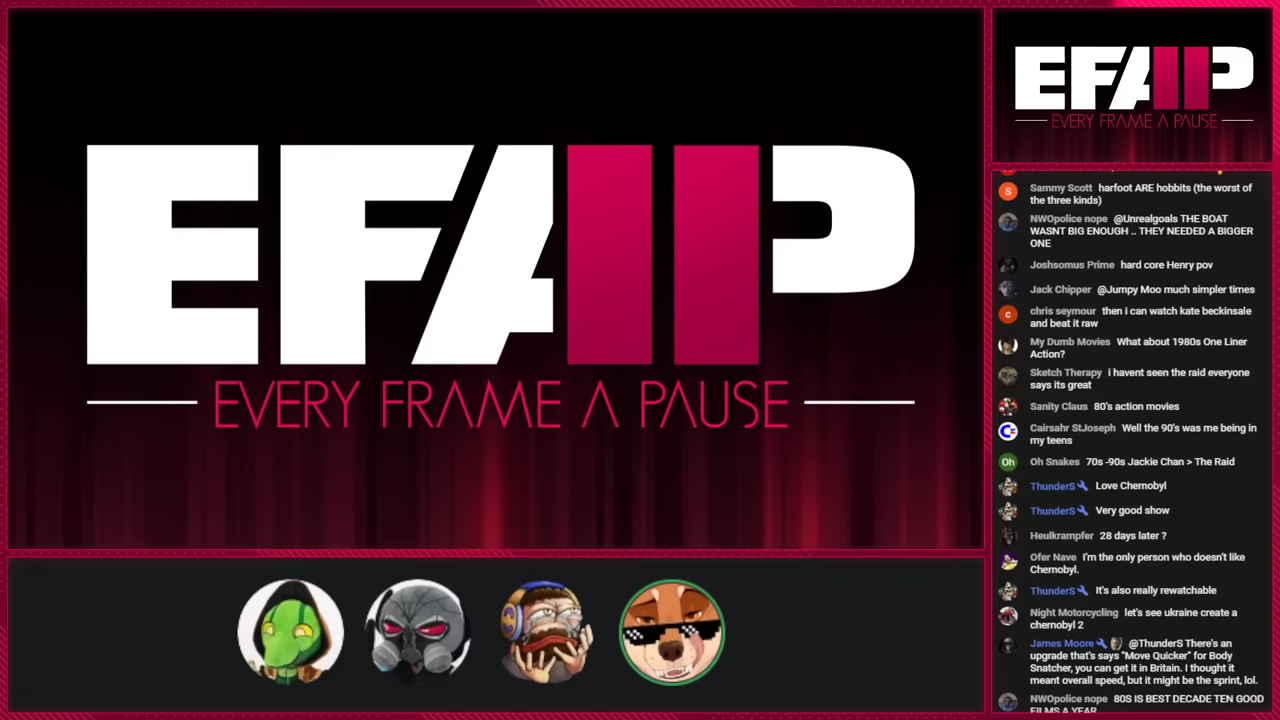 EFAP
EVERY FRAME A PAUSE
EFAP
EVERY FRAME A PAUSE
S
Sammy Scott harfoot ARE hobbits (the worst of
the three kinds)
NWOpolice nope @Unrealgoals THE BOAT
WASNT BIG ENOUGH .. THEY NEEDED A BIGGER
ONE
Joshsomus Prime hard core Henry pov
Jack Chipper @Jumpy Moo much simpler times
c
chris seymour then i can watch kate beckinsale
and beat it raw
My Dumb Movies What about 1980s One Liner
Action?
Sketch Therapy i havent seen the raid everyone
says its great
Sanity Claus 80's action movies
Cairsahr StJoseph Well the 90's was me being in
my teens
Oh
Oh Snakes 70s -90s Jackie Chan > The Raid
ThunderS Love Chernobyl
ThunderS Very good show
Heulkrampfer 28 days later ?
Ofer Nave I'm the only person who doesn't like
Chernobyl.
ThunderS It's also really rewatchable
Night Motorcycling let's see ukraine create a
chernobyl 2
James Moore @ThunderS There's an
upgrade that's says "Move Quicker" for Body
Snatcher, you can get it in Britain. I thought it
meant overall speed, but it might be the sprint, lol.
NWOpolice nope 80S IS BEST DECADE TEN GOOD
FILMS A YEAR